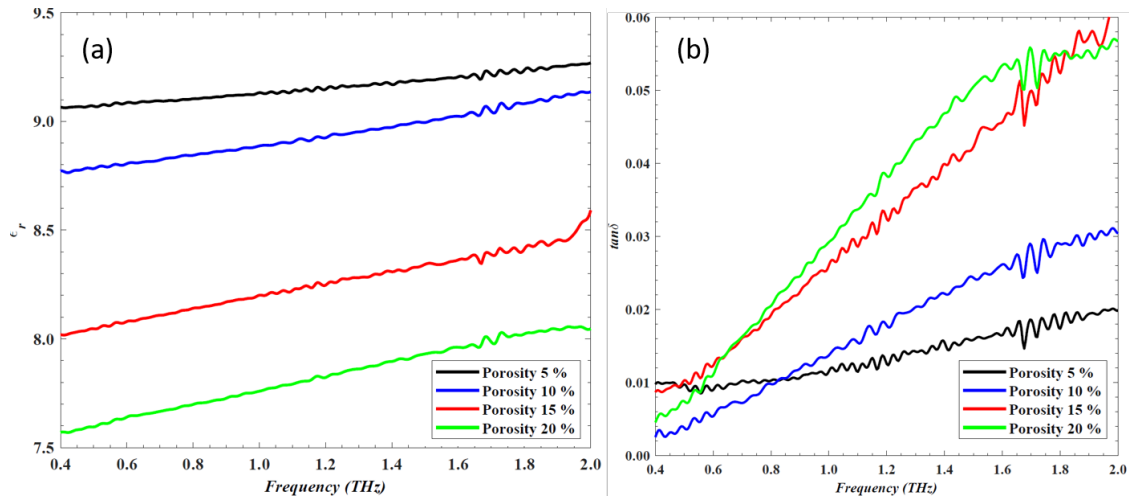 (a)
9.5
9.0
8.5
8.0
7.5
ϵr
0.4 0.6 0.8 1.0 1.2 1.4 1.6 1.8 2.0
Frequency (THz)
Porosity 5 %
Porosity 10 %
Porosity 15 %
Porosity 20 %
(b)
0.06
0.05
0.04
0.03
0.02
0.01
0.00
tanδ
0.4 0.6 0.8 1.0 1.2 1.4 1.6 1.8 2.0
Frequency (THz)
Porosity 5 %
Porosity 10 %
Porosity 15 %
Porosity 20 %